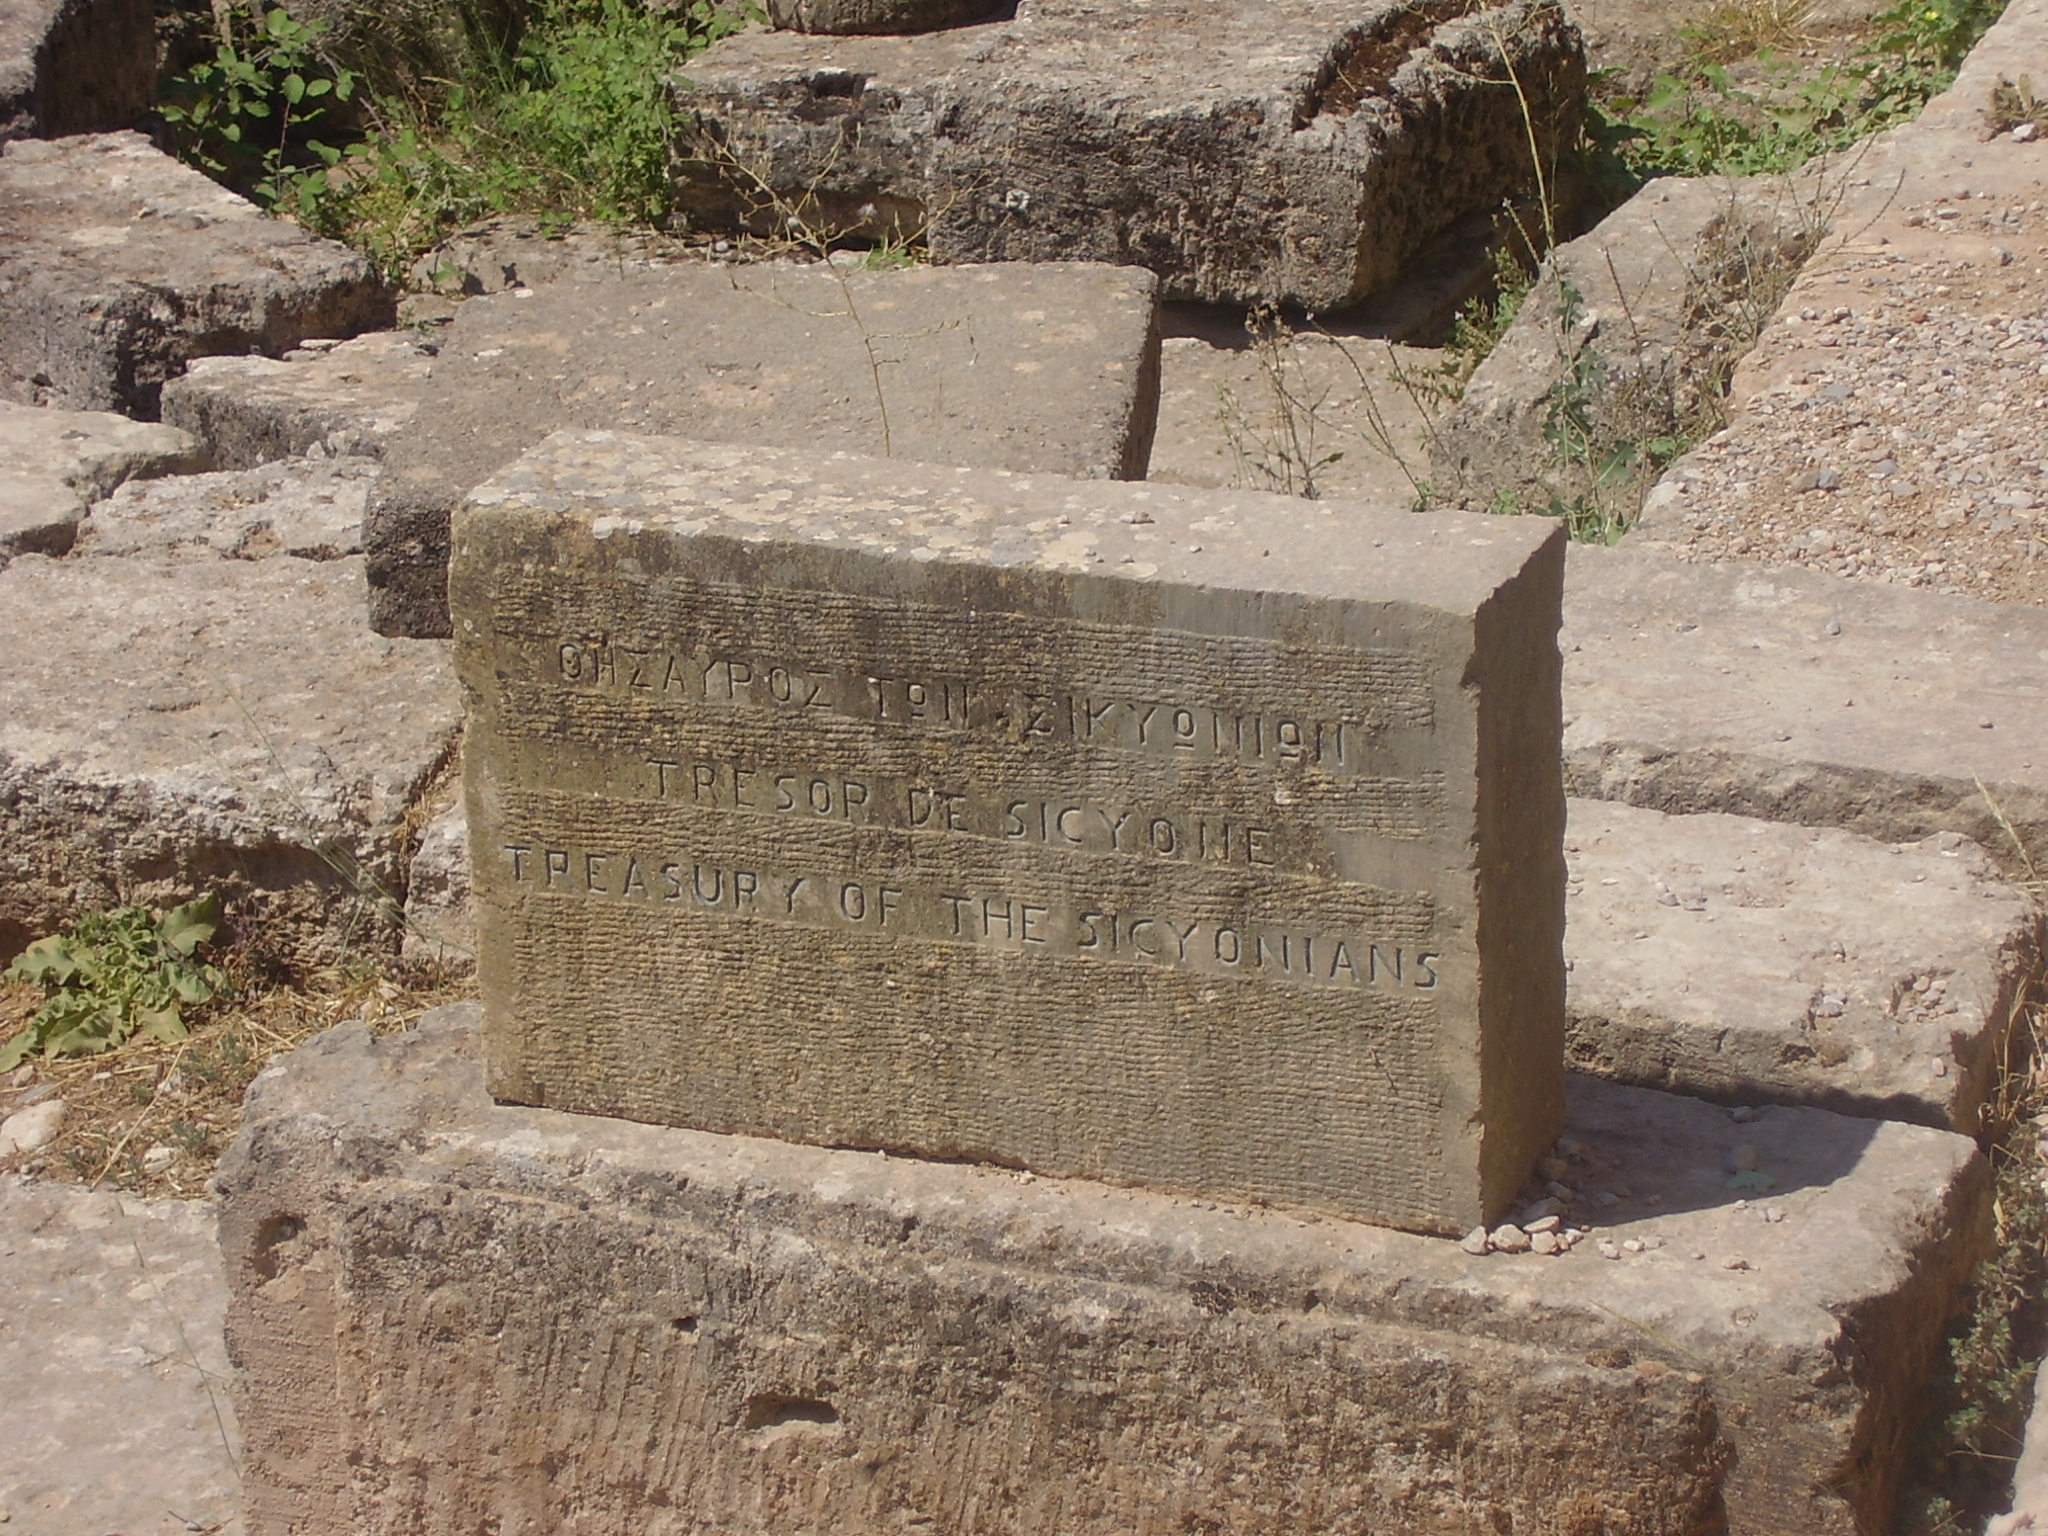 ΘΗΣΑΥΡΟΣ ΤΩΝ ΣΙΚΥΩΝΙΩΝ
TRESOR DE SICYONE
TREASURY OF THE SICYONIANS